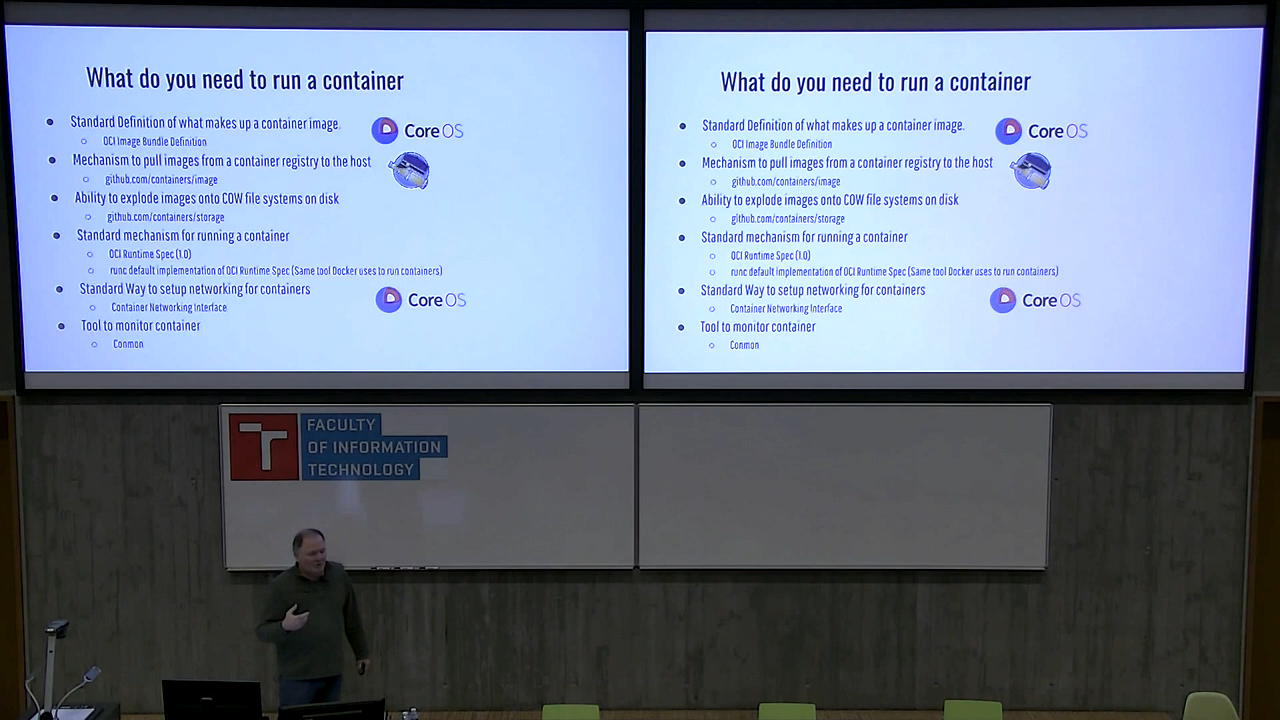 What do you need to run a container
Standard Definition of what makes up a container image.
OCI Image Bundle Definition
CoreOS
Mechanism to pull images from a container registry to the host
github.com/containers/image
Ability to explode images onto COW file systems on disk
github.com/containers/storage
Standard mechanism for running a container
OCI Runtime Spec (1.0)
runc default implementation of OCI Runtime Spec (Same tool Docker uses to run containers)
Standard Way to setup networking for containers
Container Networking Interface
CoreOS
Tool to monitor container
Conmon
What do you need to run a container
Standard Definition of what makes up a container image.
OCI Image Bundle Definition
CoreOS
Mechanism to pull images from a container registry to the host
github.com/containers/image
Ability to explode images onto COW file systems on disk
github.com/containers/storage
Standard mechanism for running a container
OCI Runtime Spec (1.0)
runc default implementation of OCI Runtime Spec (Same tool Docker uses to run containers)
Standard Way to setup networking for containers
Container Networking Interface
CoreOS
Tool to monitor container
Conmon
FACULTY
OF INFORMATION
TECHNOLOGY